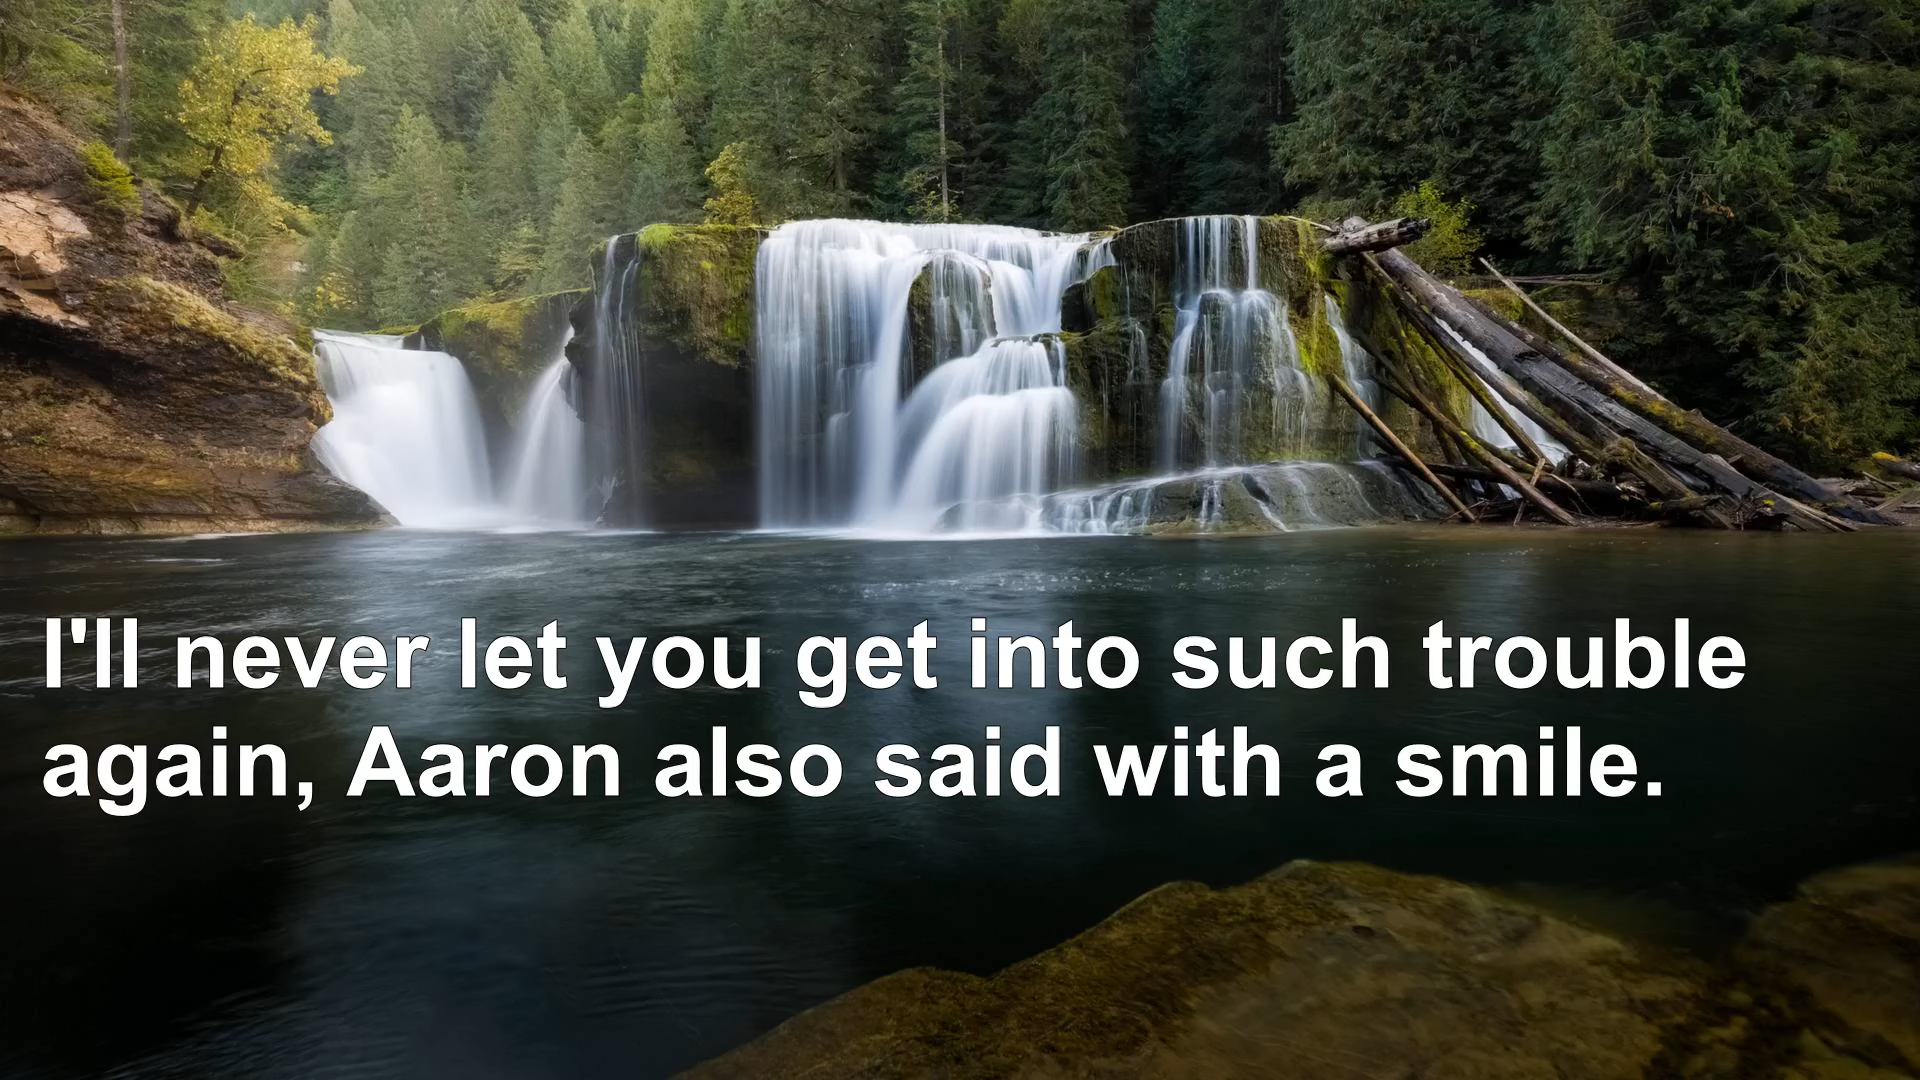 I'll never let you get into such trouble
again, Aaron also said with a smile.